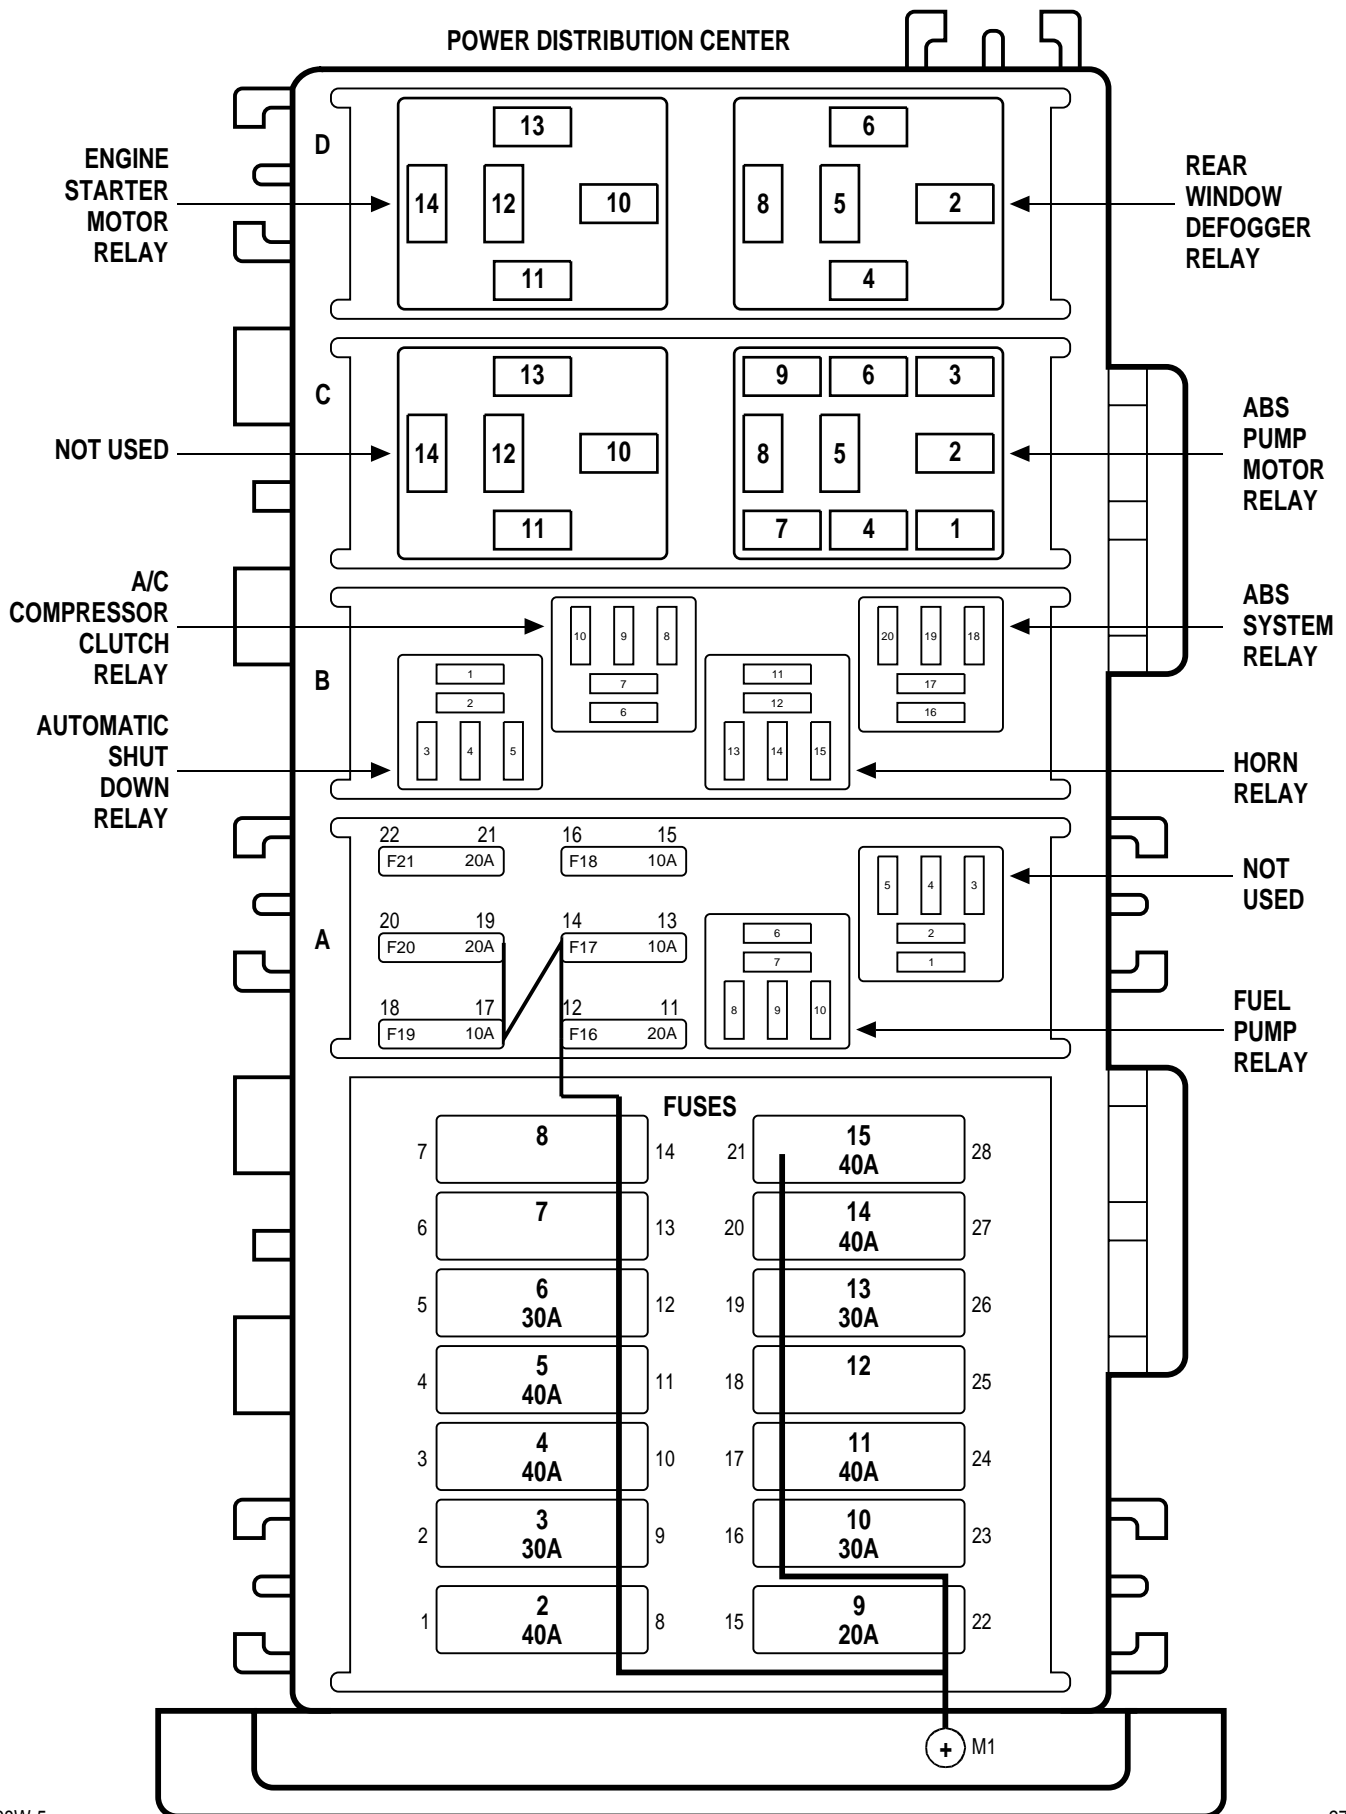 POWER DISTRIBUTION CENTER
D
13
14
12
10
11
6
8
5
2
4
ENGINE
STARTER
MOTOR
RELAY
REAR
WINDOW
DEFOGGER
RELAY
C
13
14
12
10
11
9
6
3
8
5
2
7
4
1
NOT USED
ABS
PUMP
MOTOR
RELAY
A/C
COMPRESSOR
CLUTCH
RELAY
ABS
SYSTEM
RELAY
B
10
9
8
7
6
20
19
18
17
16
1
2
3
4
5
11
12
13
14
15
AUTOMATIC
SHUT
DOWN
RELAY
HORN
RELAY
22
21
F21
20A
16
15
F18
10A
NOT
USED
5
4
3
2
1
A
20
19
F20
20A
14
13
F17
10A
6
7
8
9
10
18
17
F19
10A
12
11
F16
20A
FUEL
PUMP
RELAY
FUSES
7
8
14
21
15
40A
28
6
7
13
20
14
40A
27
5
6
30A
12
19
13
30A
26
4
5
40A
11
18
12
25
3
4
40A
10
17
11
40A
24
2
3
30A
9
16
10
30A
23
1
2
40A
8
15
9
20A
22
+
M1